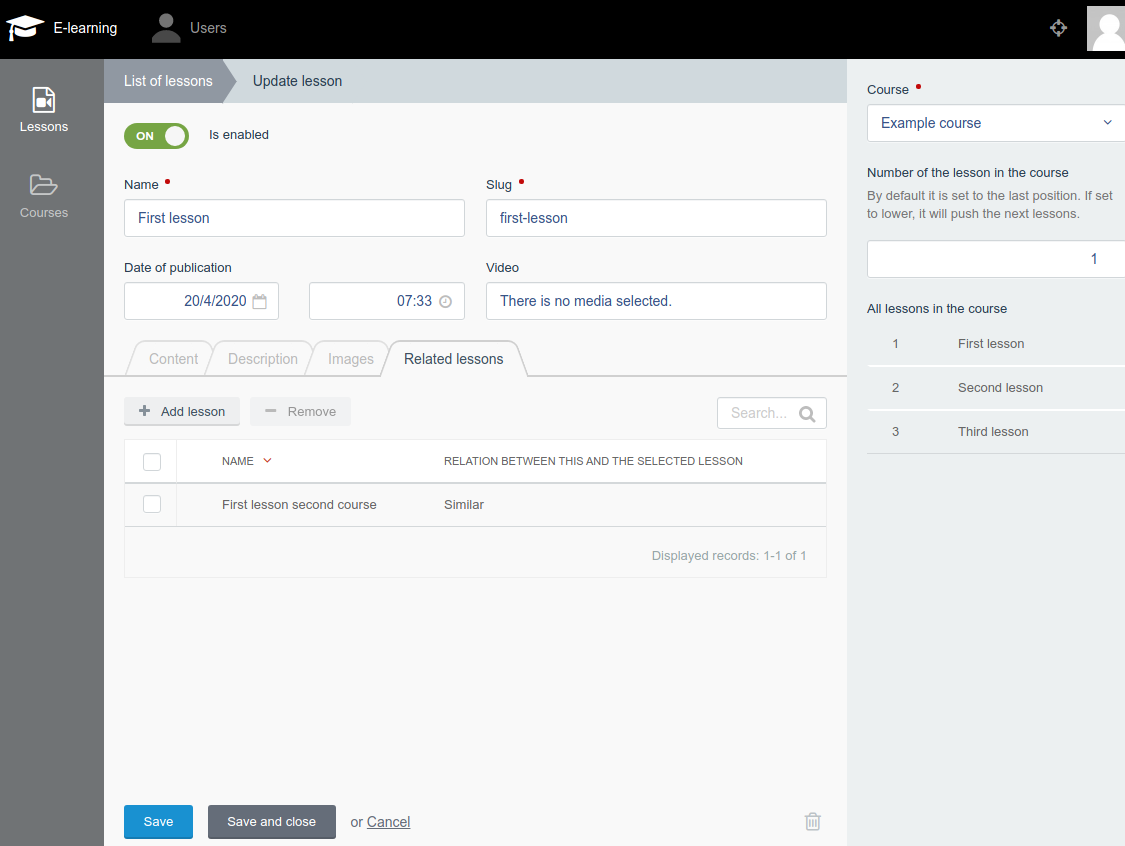 E-learning
Users
Lessons
Courses
List of lessons
Update lesson
ON
Is enabled
Name
Slug
First lesson
first-lesson
Date of publication
Video
20/4/2020
07:33
There is no media selected.
Content
Description
Images
Related lessons
Add lesson
Remove
Search...
NAME
RELATION BETWEEN THIS AND THE SELECTED LESSON
First lesson second course
Similar
Displayed records: 1-1 of 1
Save
Save and close
or Cancel
Course
Example course
Number of the lesson in the course
By default it is set to the last position. If set
to lower, it will push the next lessons.
1
All lessons in the course
1 First lesson
2 Second lesson
3 Third lesson